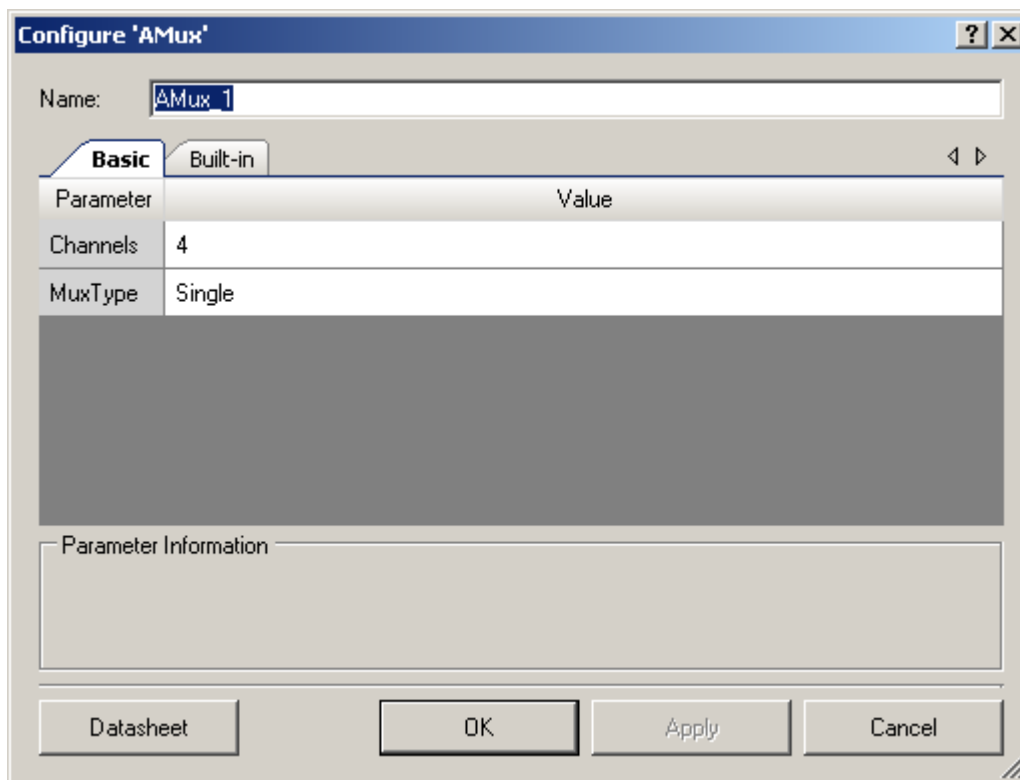 Configure 'AMux'
Name: AMux_1
Basic Built-in
Parameter Value
Channels 4
MuxType Single
Parameter Information
Datasheet OK Apply Cancel